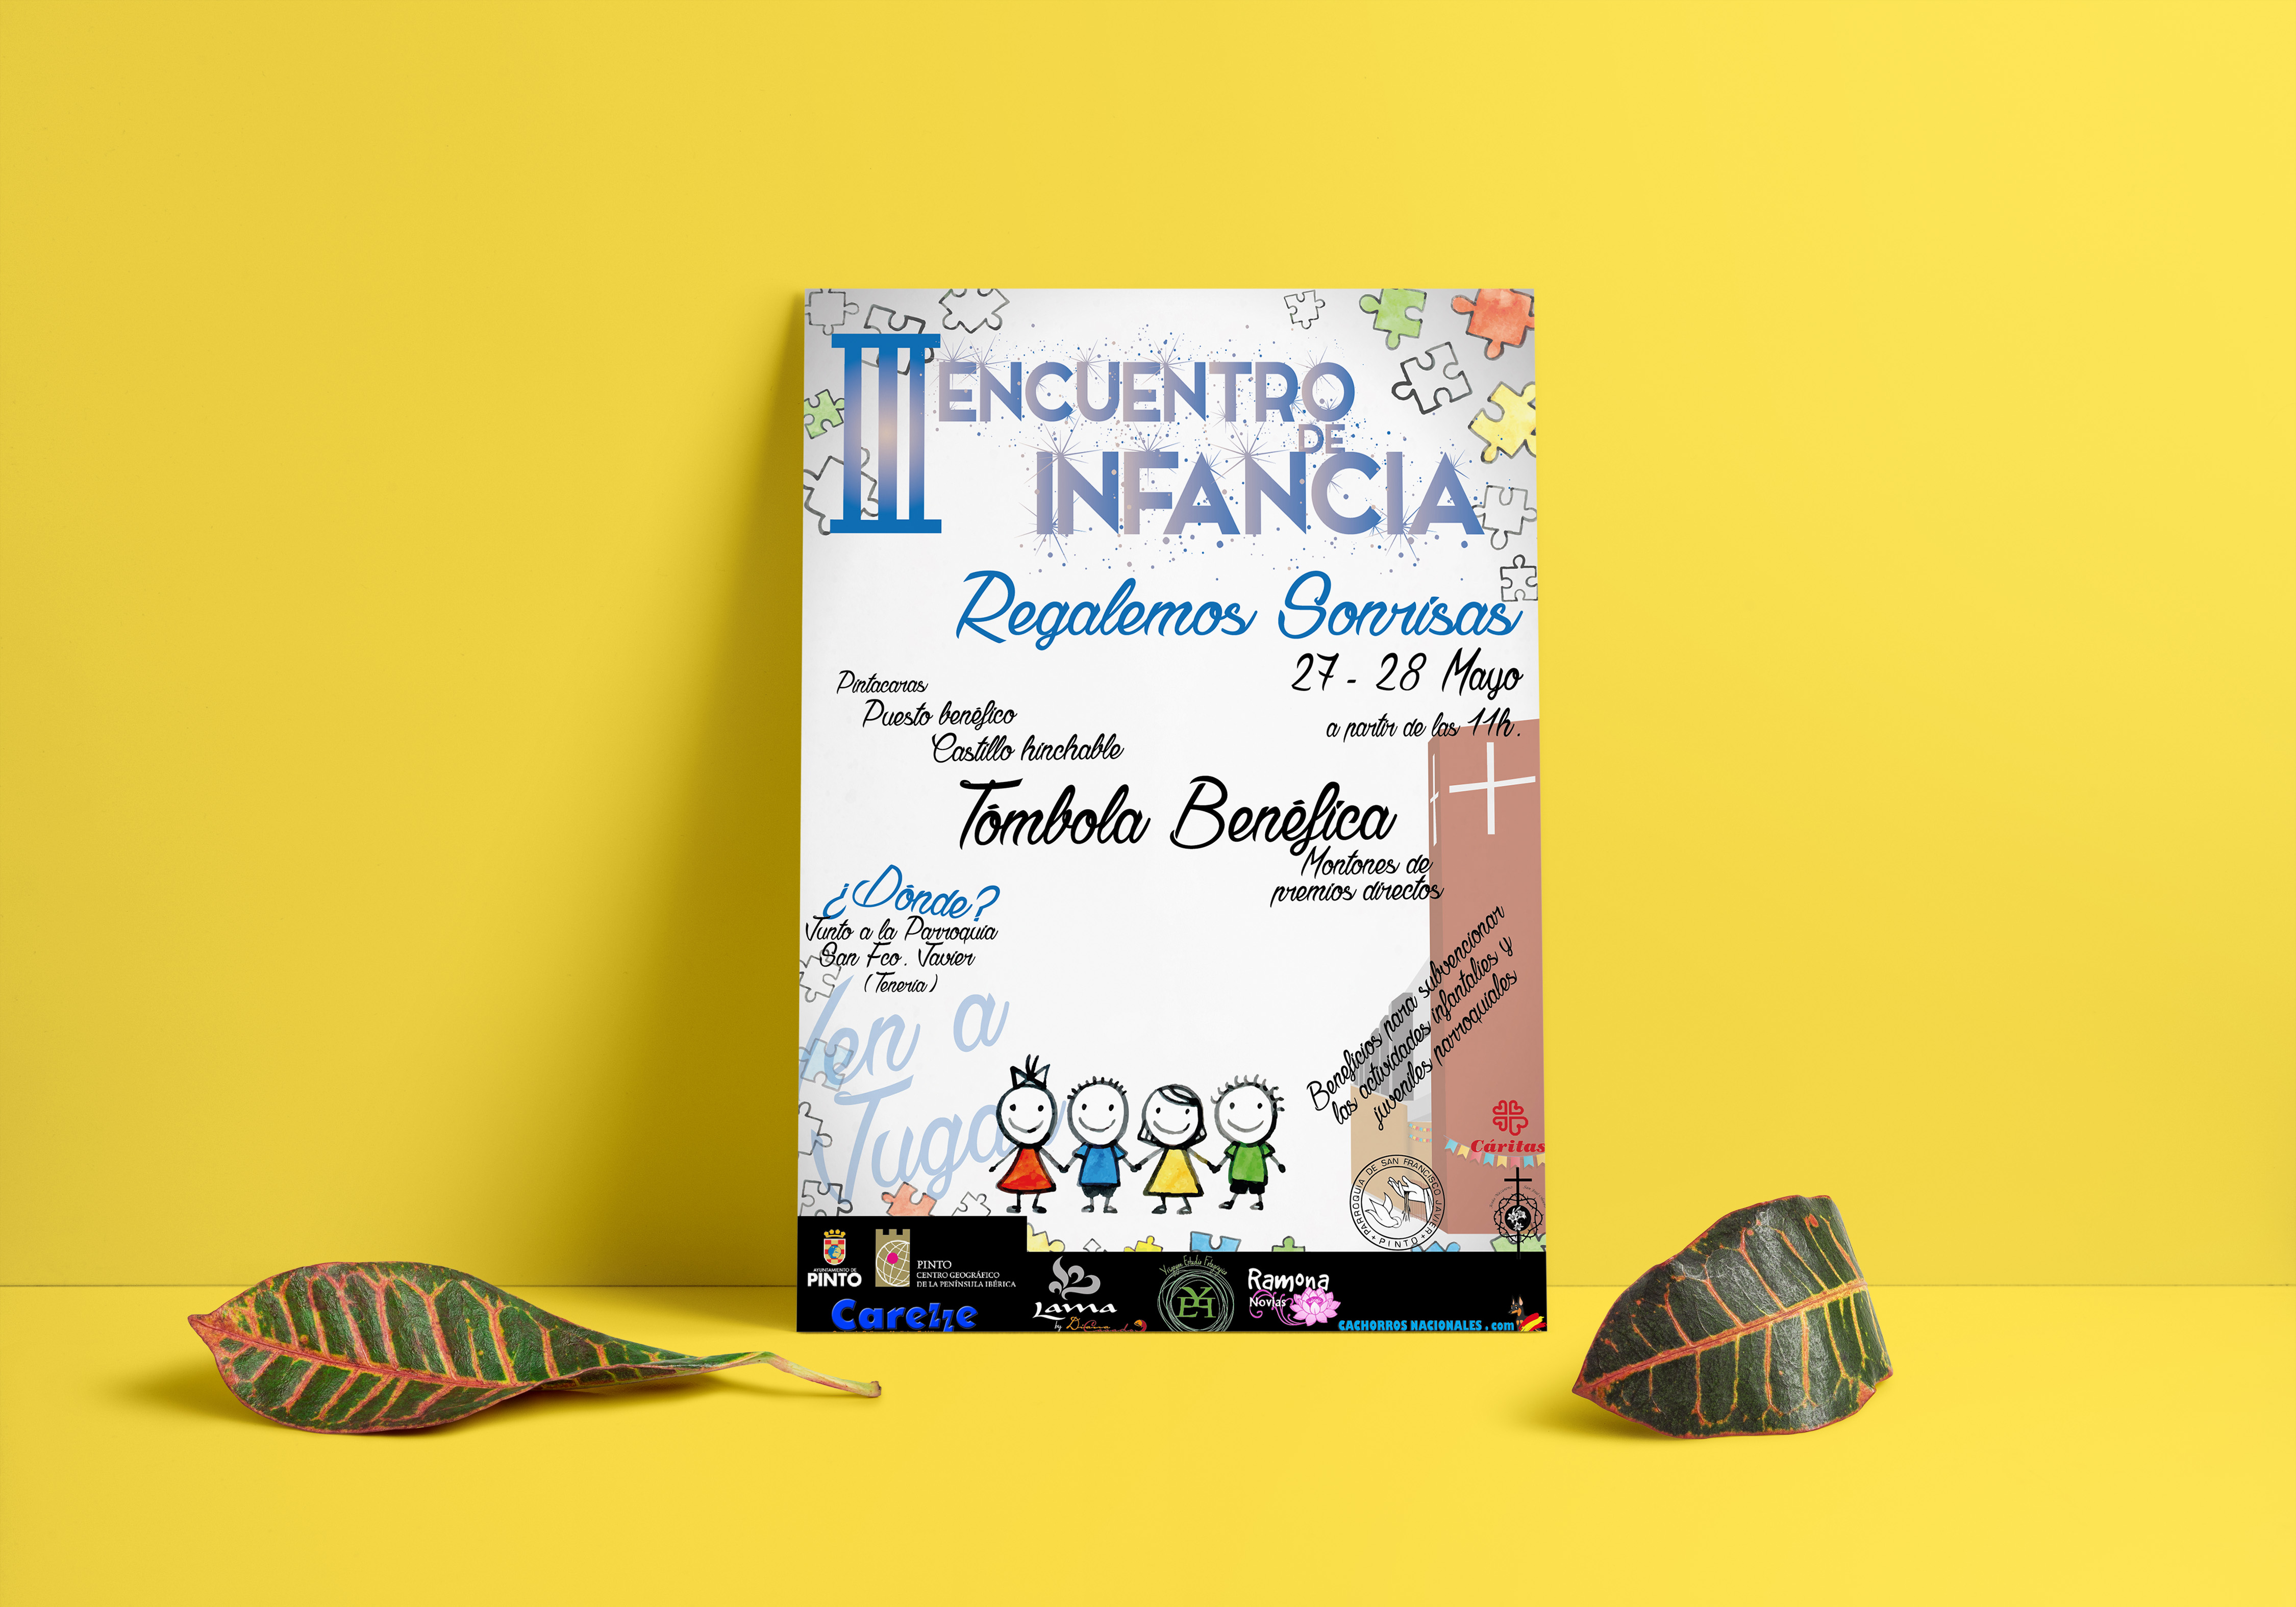 III ENCUENTRO
DE
INFANCIA
Regalemos Sonrisas
27 - 28 Mayo
a partir de las 11h.
Pintacaras
Puesto benéfico
Castillo hinchable
Tómbola Benéfica
Montones de
premios directos
¿Dónde?
Junto a la Parroquia
San Fco. Javier
(Tenería)
Ven a
Jugar
Beneficios para subvencionar
las actividades infantalies y
juveniles parroquiales
Cáritas
PARROQUIA DE SAN FRANCISCO JAVIER
PINTO
AYUNTAMIENTO DE
PINTO
PINTO
CENTRO GEOGRÁFICO
DE LA PENÍNSULA IBÉRICA
Carezze
Lama
by
YEP
Ramona
Novias
CACHORROS NACIONALES.com